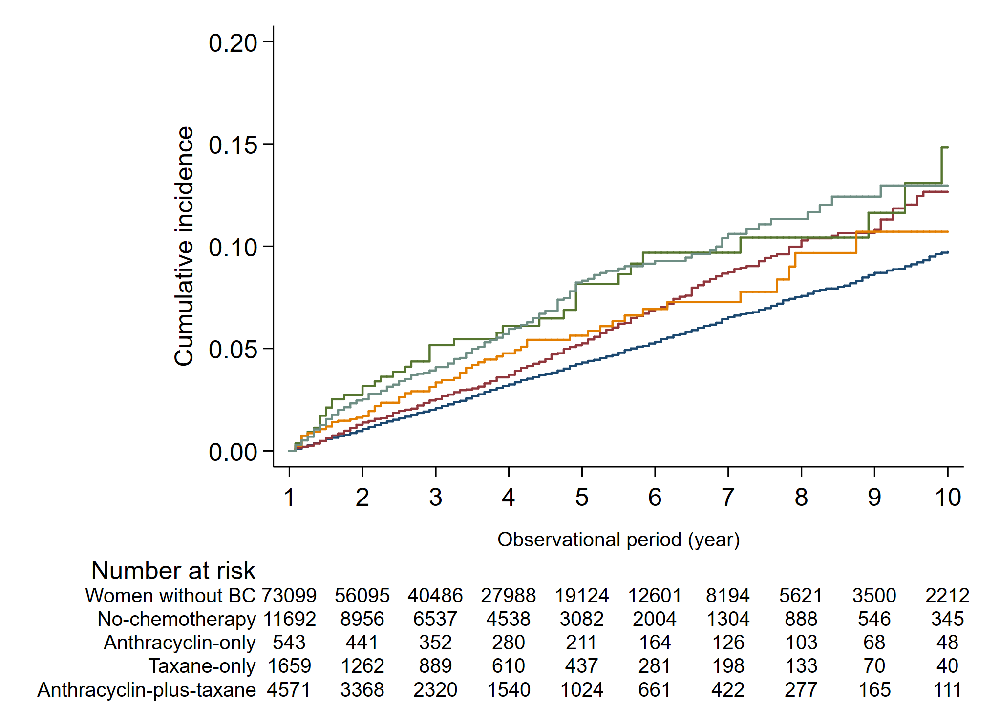 0.20
0.15
0.10
0.05
0.00
Cumulative incidence
1 2 3 4 5 6 7 8 9 10
Observational period (year)
Number at risk
Women without BC 73099 56095 40486 27988 19124 12601 8194 5621 3500 2212
No-chemotherapy 11692 8956 6537 4538 3082 2004 1304 888 546 345
Anthracyclin-only 543 441 352 280 211 164 126 103 68 48
Taxane-only 1659 1262 889 610 437 281 198 133 70 40
Anthracyclin-plus-taxane 4571 3368 2320 1540 1024 661 422 277 165 111